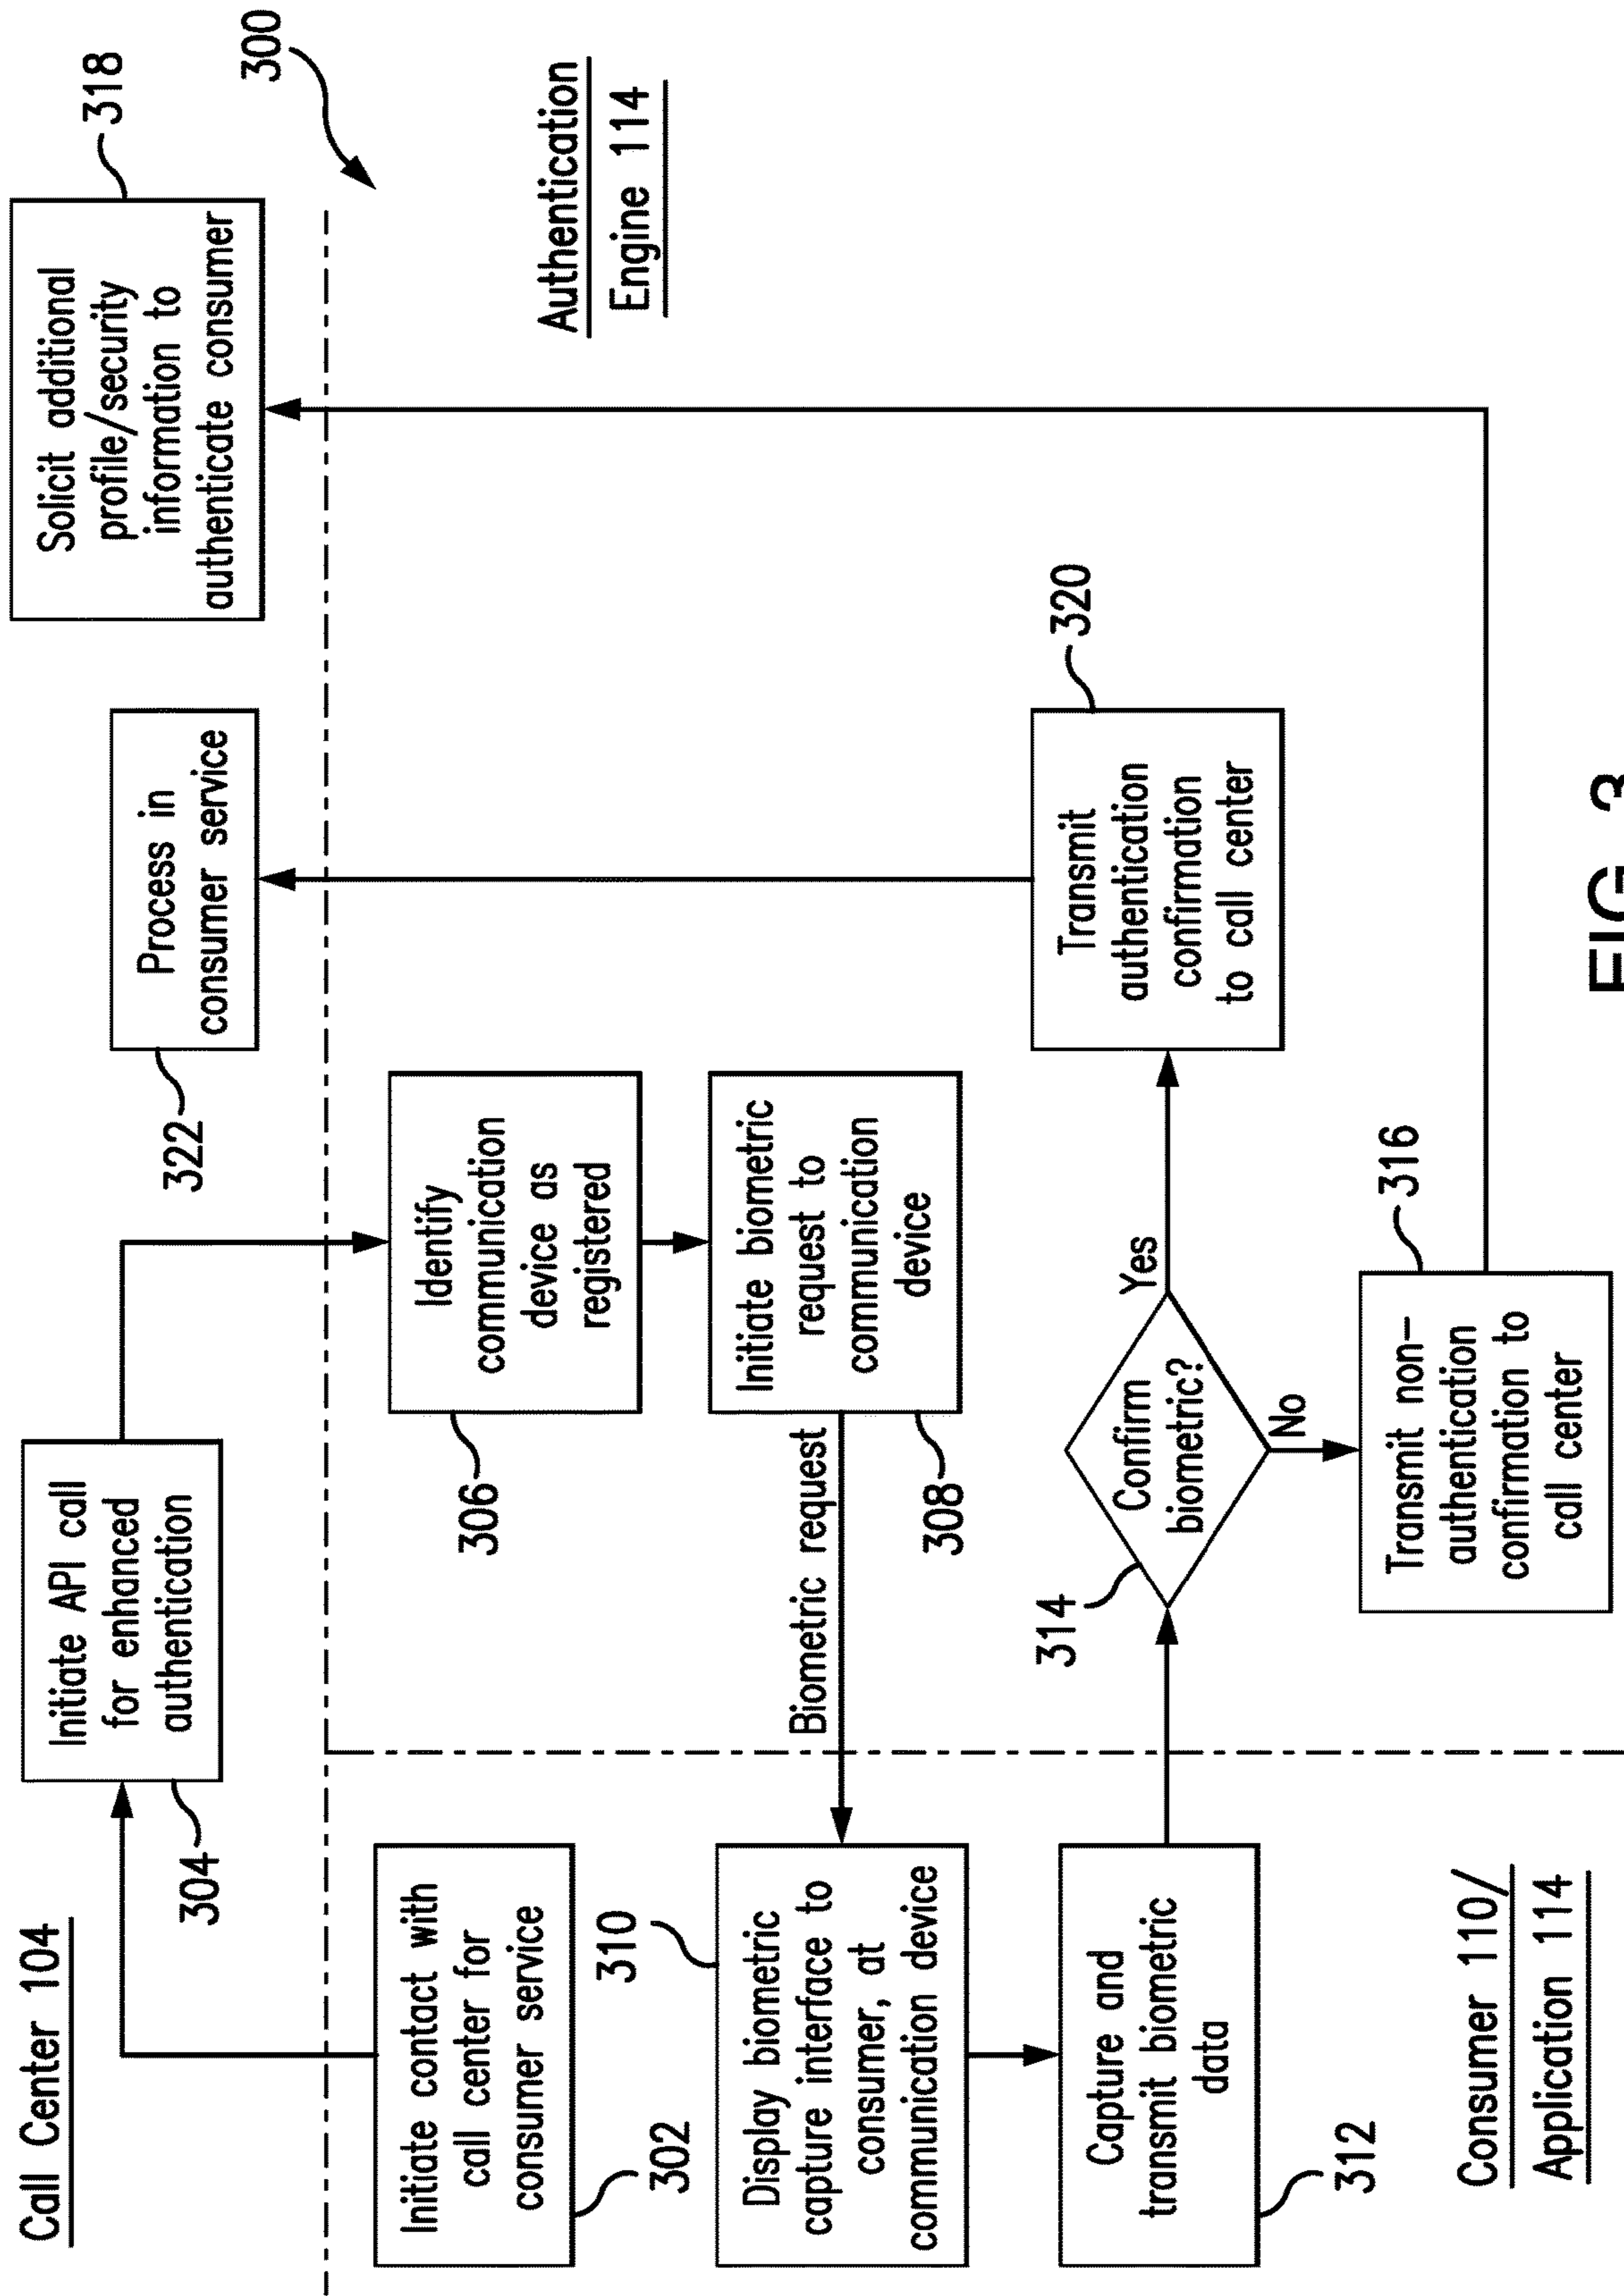 Call Center 104
Initiate API call
for enhanced
authentication
304
Process in
consumer service
322
Solicit additional
profile/security
information to
authenticate consumer
318
300
Initiate contact with
call center for
consumer service
302
Identify
communication
device as
registered
306
Authentication
Engine 114
Initiate biometric
request to
communication
device
308
Biometric request
310
Display biometric
capture interface to
consumer, at
communication device
Capture and
transmit biometric
data
312
314
Confirm
biometric?
Yes
No
Transmit
authentication
confirmation
to call center
320
Transmit non-
authentication
confirmation to
call center
316
Consumer 110/
Application 114
FIG. 3